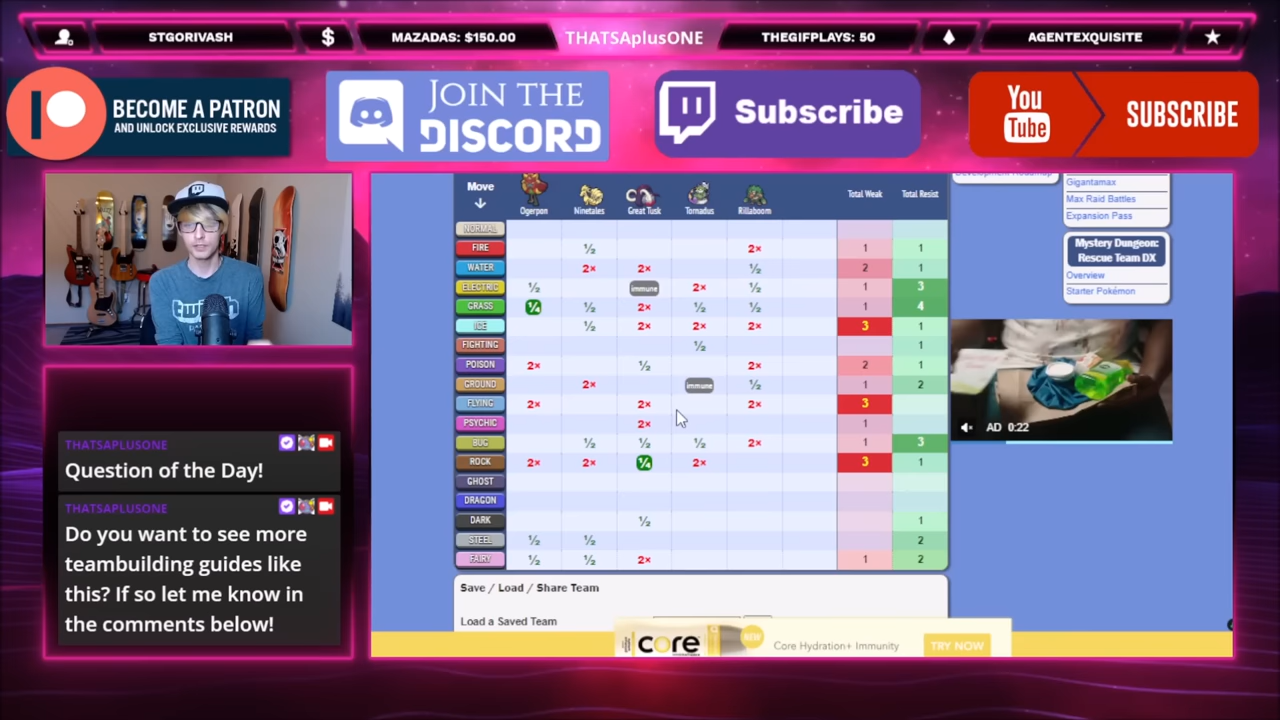 STGORIVASH
$
MAZADAS: $150.00
THATSAplusONE
THEGIFPLAYS: 50
AGENTEXQUISITE
BECOME A PATRON
AND UNLOCK EXCLUSIVE REWARDS
JOIN THE
DISCORD
Subscribe
You
Tube
SUBSCRIBE
THATSAPLUSONE
Question of the Day!
THATSAPLUSONE
Do you want to see more
teambuilding guides like
this? If so let me know in
the comments below!
Move
↓
Ogerpon Ninetales Great Tusk Tornadus Rillaboom Total Weak Total Resist
NORMAL
FIRE ½ 2× 1 1
WATER 2× 2× ½ 2 1
ELECTRIC ½ immune 2× ½ 1 3
GRASS ¼ ½ 2× ½ ½ 1 4
ICE ½ 2× 2× 2× 3 1
FIGHTING ½ 1
POISON 2× ½ 2× 2 1
GROUND 2× immune ½ 1 2
FLYING 2× 2× 2× 3
PSYCHIC 2× 1
BUG ½ ½ ½ 2× 1 3
ROCK 2× 2× ¼ 2× 3 1
GHOST
DRAGON
DARK ½ 1
STEEL ½ ½ 2
FAIRY ½ ½ 2× 1 2
Save / Load / Share Team
Load a Saved Team
Gigantamax
Max Raid Battles
Expansion Pass
Mystery Dungeon:
Rescue Team DX
Overview
Starter Pokémon
AD 0:22
core
NEW
Core Hydration+ Immunity
TRY NOW